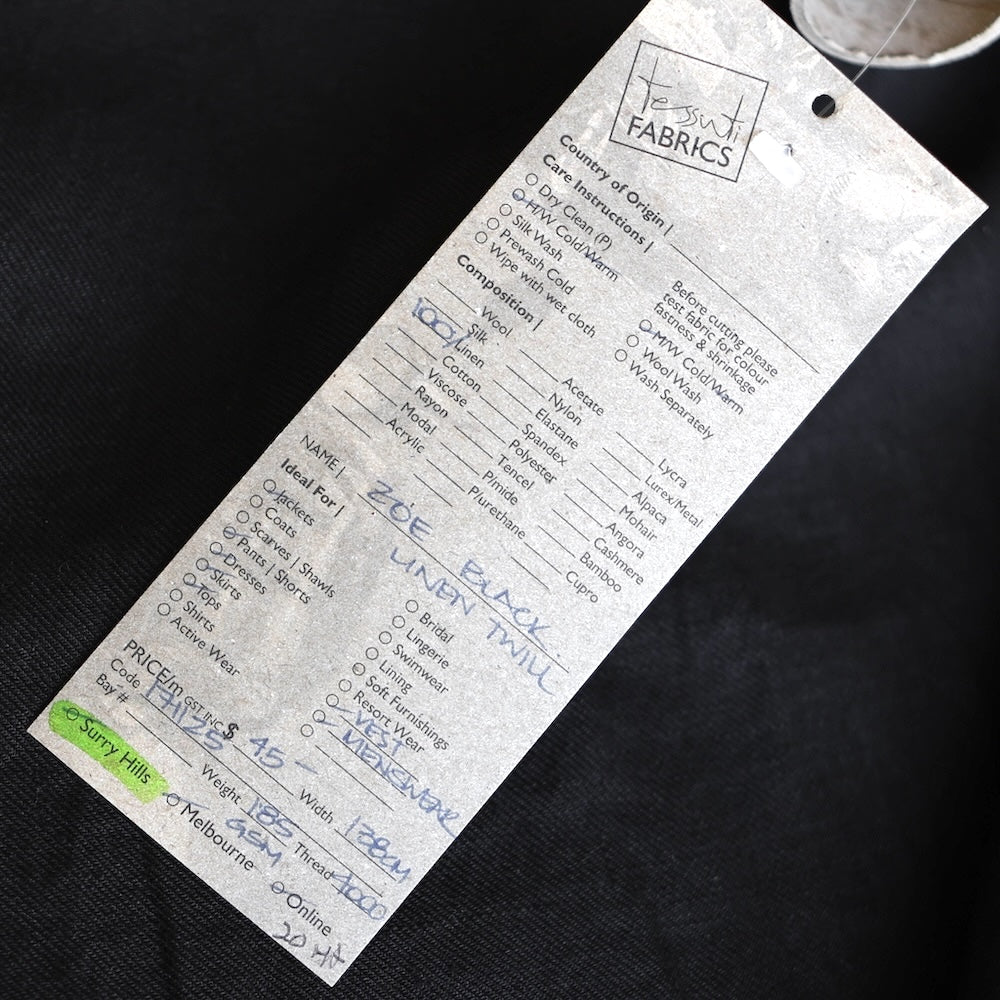 Tessuti
FABRICS
Country of Origin |
Care Instructions |
Dry Clean (P)
H/W Cold/Warm
Silk Wash
Prewash Cold
Wipe with wet cloth
Before cutting please
test fabric for colour
fastness & shrinkage
M/W Cold/Warm
Wool Wash
Wash Separately
Composition |
Wool
Silk
100% Linen
Cotton
Viscose
Rayon
Modal
Acrylic
Acetate
Nylon
Elastane
Spandex
Polyester
Tencel
P/mide
P/urethane
Lycra
Lurex/Metal
Alpaca
Mohair
Angora
Cashmere
Bamboo
Cupro
NAME | ZOE BLACK
LINEN TWILL
Ideal For |
Jackets
Coats
Scarves | Shawls
Pants | Shorts
Dresses
Skirts
Tops
Shirts
Active Wear
Bridal
Lingerie
Swimwear
Lining
Soft Furnishings
Resort Wear
VEST
MENSWEAR
PRICE/m GST INC $ 45 -
Code FH125 Width 138cm
Bay # Weight 185 GSM Thread 4000
Surry Hills
Melbourne
Online